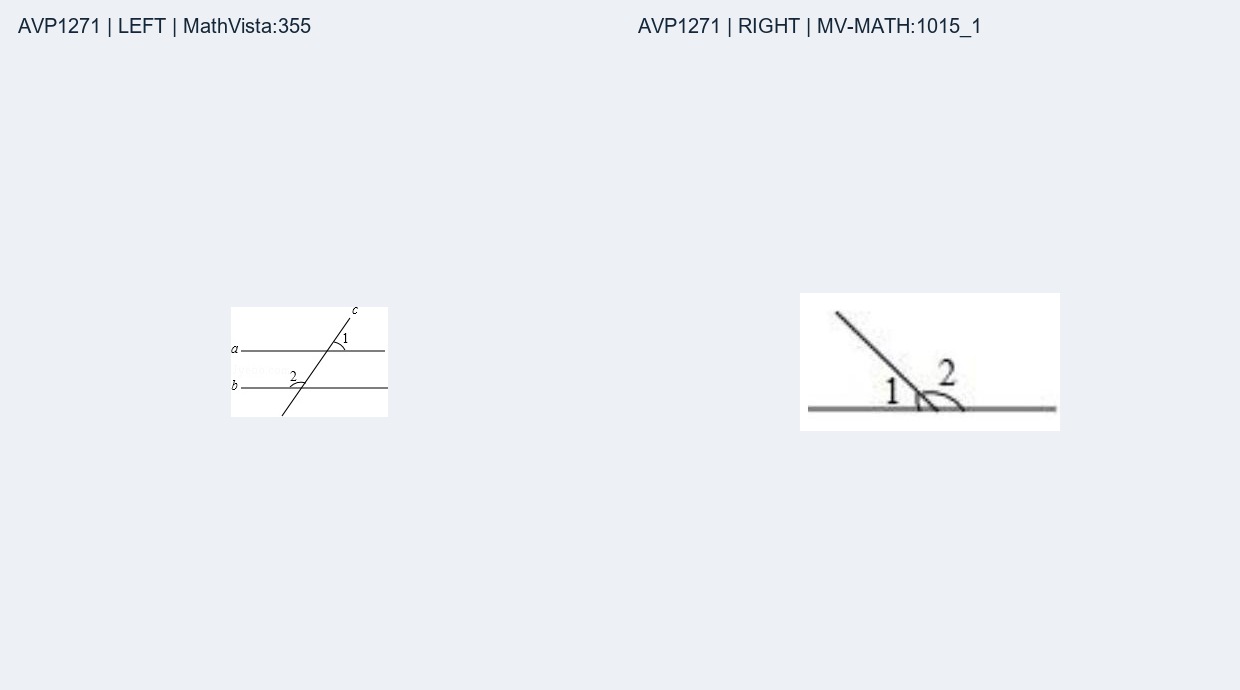 AVP1271 | LEFT | MathVista:355
AVP1271 | RIGHT | MV-MATH:1015_1
c
1
a
2
b
2
1